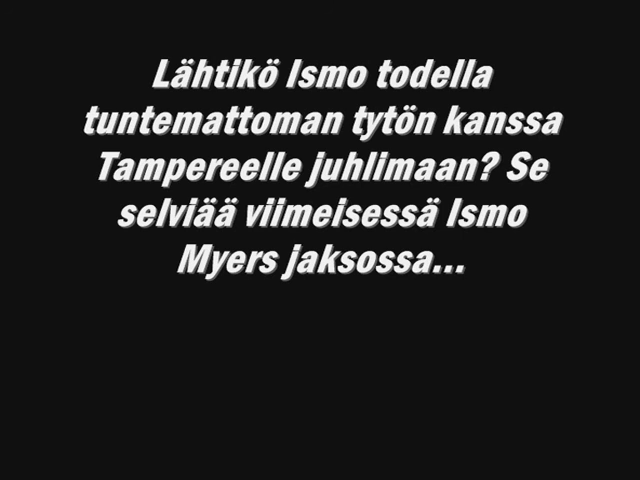 Lähtikö Ismo todella
tuntemattoman tytön kanssa
Tampereelle juhlimaan? Se
selviää viimeisessä Ismo
Myers jaksossa...